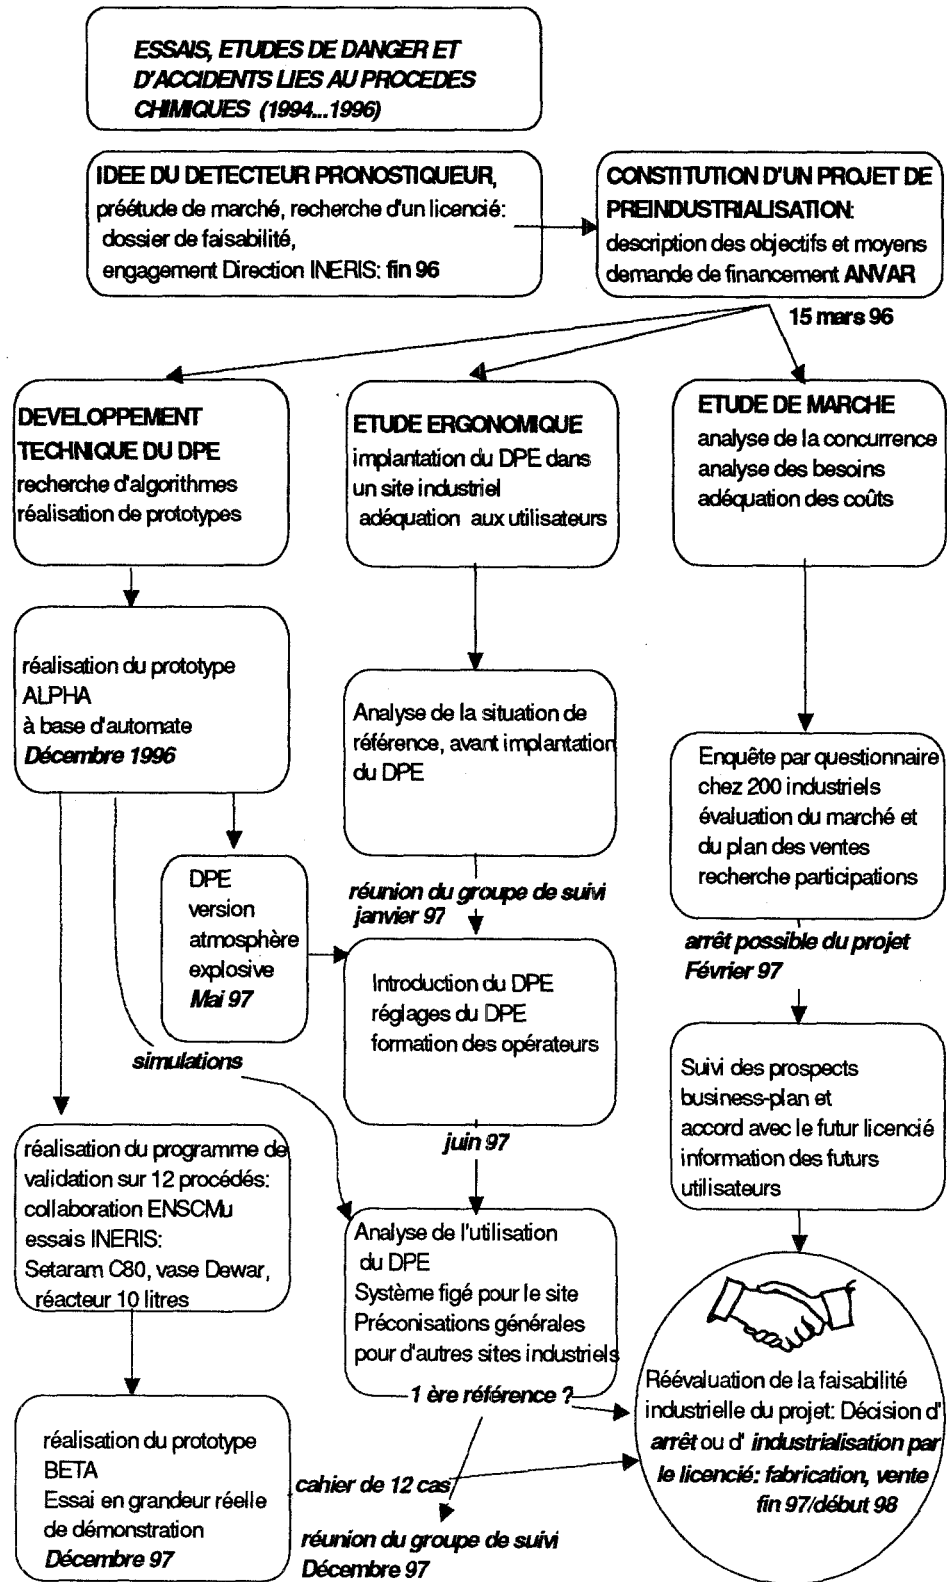 ESSAIS, ETUDES DE DANGER ET
D'ACCIDENTS LIES AU PROCEDES
CHIMIQUES (1994...1996)
IDEE DU DETECTEUR PRONOSTIQUEUR,
préétude de marché, recherche d'un licencié:
dossier de faisabilité,
engagement Direction INERIS: fin 96
CONSTITUTION D'UN PROJET DE
PREINDUSTRIALISATION:
description des objectifs et moyens
demande de financement ANVAR
15 mars 96
DEVELOPPEMENT
TECHNIQUE DU DPE
recherche d'algorithmes
réalisation de prototypes
ETUDE ERGONOMIQUE
implantation du DPE dans
un site industriel
adéquation aux utilisateurs
ETUDE DE MARCHE
analyse de la concurrence
analyse des besoins
adéquation des coûts
réalisation du prototype
ALPHA
à base d'automate
Décembre 1996
Analyse de la situation de
référence, avant implantation
du DPE
Enquête par questionnaire
chez 200 industriels
évaluation du marché et
du plan des ventes
recherche participations
DPE
version
atmosphère
explosive
Mai 97
réunion du groupe de suivi
janvier 97
arrêt possible du projet
Février 97
Introduction du DPE
réglages du DPE
formation des opérateurs
simulations
Suivi des prospects
business-plan et
accord avec le futur licencié
information des futurs
utilisateurs
juin 97
réalisation du programme de
validation sur 12 procédés:
collaboration ENSCMu
essais INERIS:
Setaram C80, vase Dewar,
réacteur 10 litres
Analyse de l'utilisation
du DPE
Système figé pour le site
Préconisations générales
pour d'autres sites industriels
1 ère référence ?
Réévaluation de la faisabilité
industrielle du projet: Décision d'
arrêt ou d' industrialisation par
le licencié: fabrication, vente
fin 97/début 98
réalisation du prototype
BETA
Essai en grandeur réelle
de démonstration
Décembre 97
cahier de 12 cas
réunion du groupe de suivi
Décembre 97